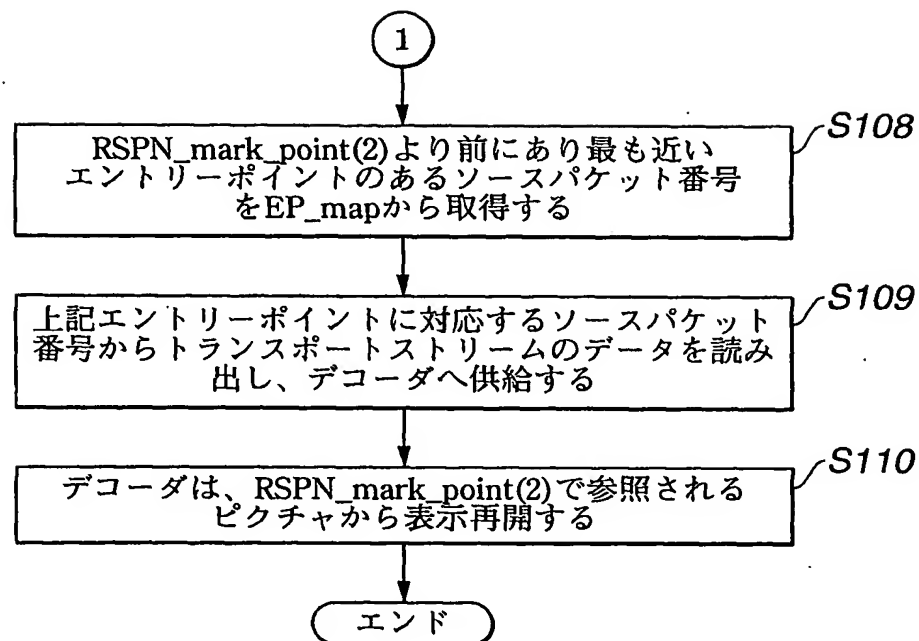 1
S108
RSPN_mark_point(2)より前にあり最も近い
エントリーポイントのあるソースパケット番号
をEP_mapから取得する
S109
上記エントリーポイントに対応するソースパケット
番号からトランスポートストリームのデータを読み
出し、デコーダへ供給する
S110
デコーダは、RSPN_mark_point(2)で参照される
ピクチャから表示再開する
エンド